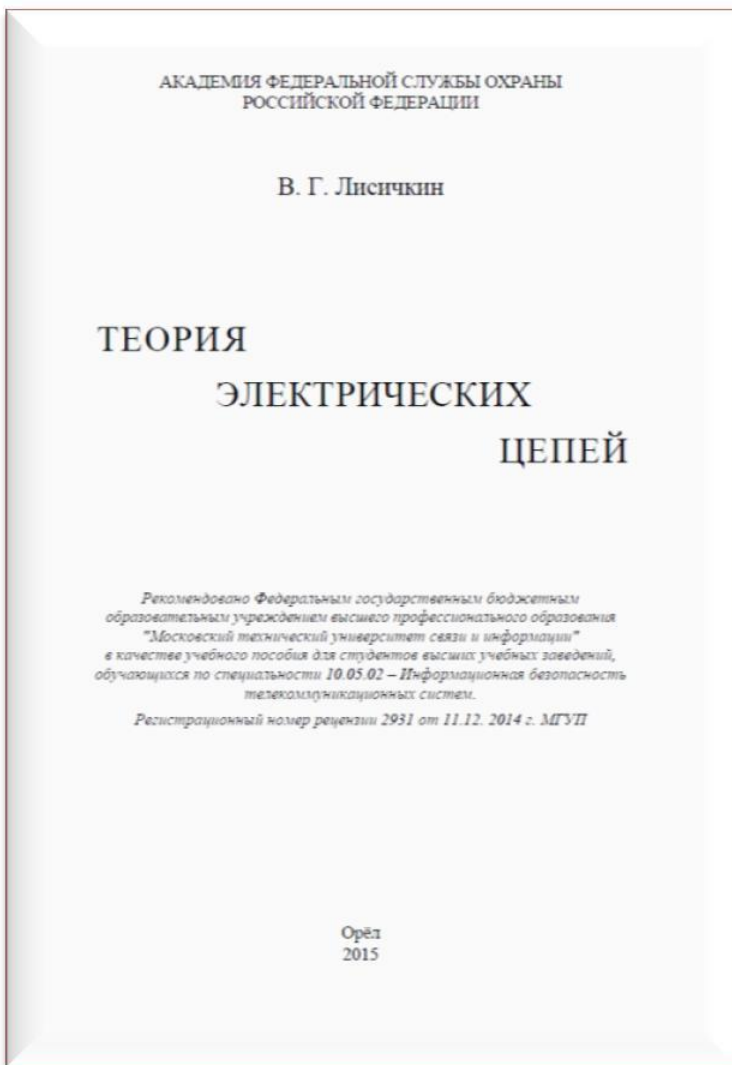 АКАДЕМИЯ ФЕДЕРАЛЬНОЙ СЛУЖБЫ ОХРАНЫ
РОССИЙСКОЙ ФЕДЕРАЦИИ
В. Г. Лисичкин
ТЕОРИЯ
ЭЛЕКТРИЧЕСКИХ
ЦЕПЕЙ
Рекомендовано Федеральным государственным бюджетным
образовательным учреждением высшего профессионального образования
"Московский технический университет связи и информации"
в качестве учебного пособия для студентов высших учебных заведений,
обучающихся по специальности 10.05.02 – Информационная безопасность
телекоммуникационных систем.
Регистрационный номер рецензии 2931 от 11.12. 2014 г. МГУП
Орёл
2015